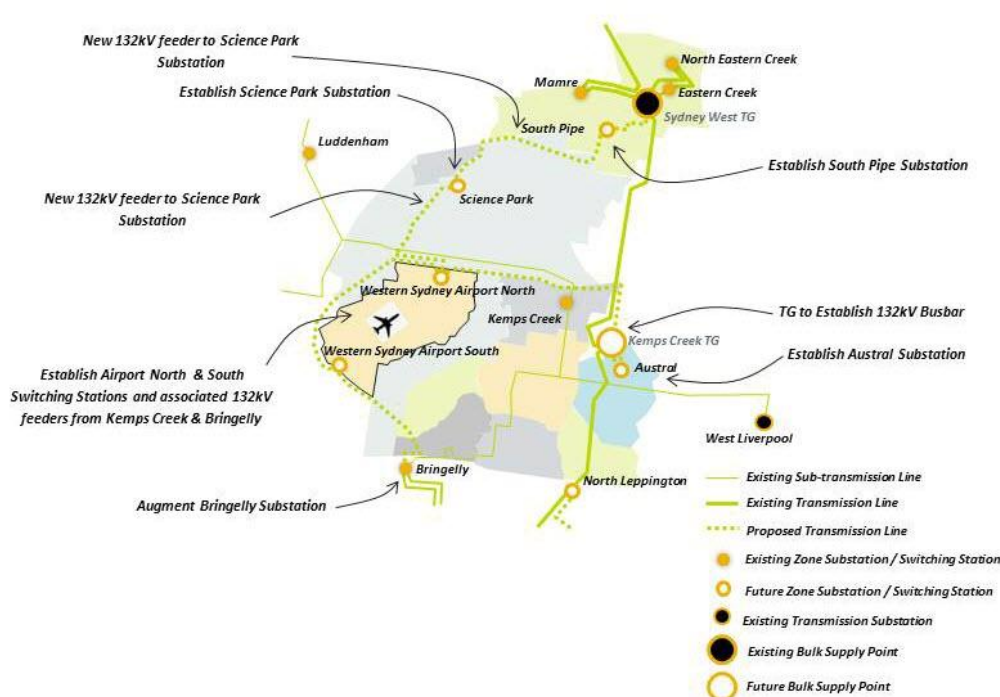 New 132kV feeder to Science Park
Substation
North Eastern Creek
Mamre
Establish Science Park Substation
Eastern Creek
Sydney West TG
South Pipe
Luddenham
Establish South Pipe Substation
New 132kV feeder to Science Park
Substation
Science Park
Western Sydney Airport North
Kemps Creek
TG to Establish 132kV Busbar
Kemps Creek TG
Western Sydney Airport South
Establish Austral Substation
Austral
Establish Airport North & South
Switching Stations and associated 132kV
feeders from Kemps Creek & Bringelly
West Liverpool
Bringelly
North Leppington
Augment Bringelly Substation
Existing Sub-transmission Line
Existing Transmission Line
Proposed Transmission Line
Existing Zone Substation / Switching Station
Future Zone Substation / Switching Station
Existing Transmission Substation
Existing Bulk Supply Point
Future Bulk Supply Point